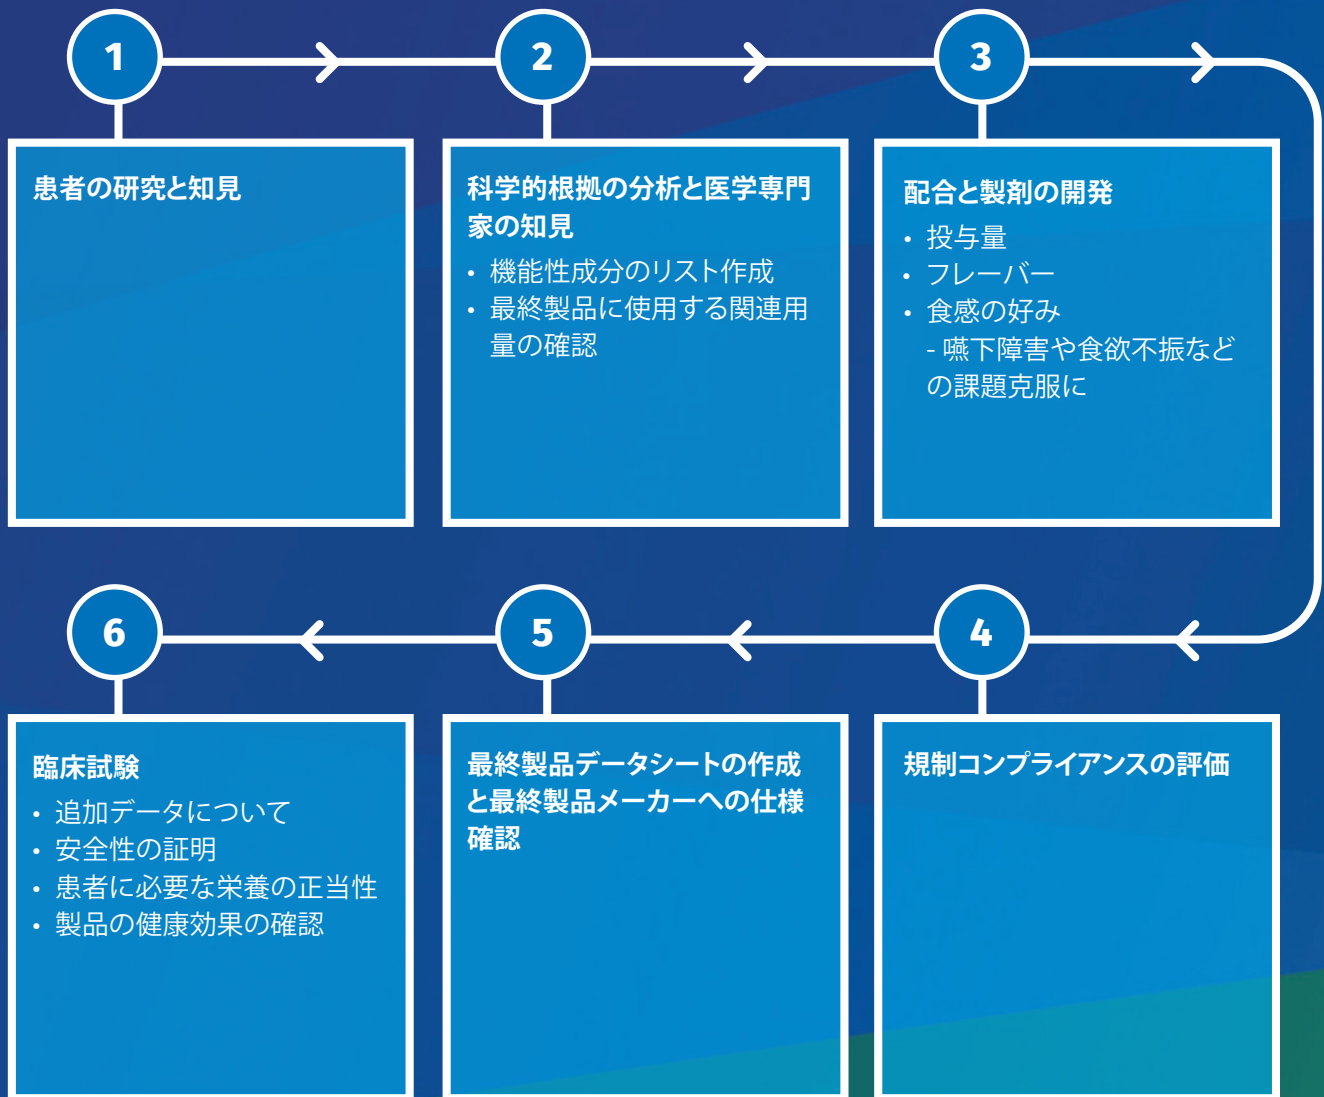 1
患者の研究と知見
2
科学的根拠の分析と医学専門
家の知見
• 機能性成分のリスト作成
• 最終製品に使用する関連用
量の確認
3
配合と製剤の開発
• 投与量
• フレーバー
• 食感の好み
- 嚥下障害や食欲不振など
の課題克服に
4
規制コンプライアンスの評価
5
最終製品データシートの作成
と最終製品メーカーへの仕様
確認
6
臨床試験
• 追加データについて
• 安全性の証明
• 患者に必要な栄養の正当性
• 製品の健康効果の確認